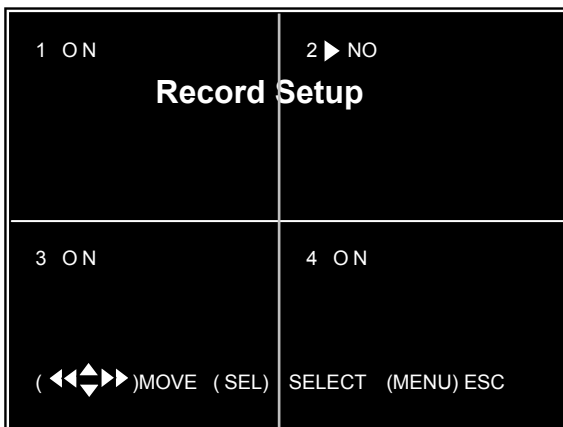 1 ON 2 ▶ NO
Record Setup
3 ON 4 ON
( ◀◀▲▼▶▶ )MOVE ( SEL) SELECT (MENU) ESC